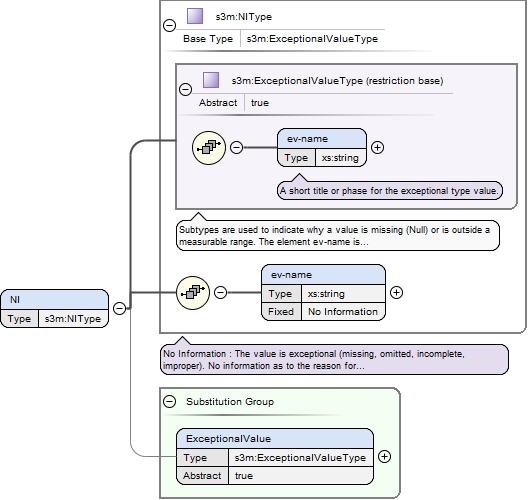 s3m:NIType
Base Type s3m:ExceptionalValueType
s3m:ExceptionalValueType (restriction base)
Abstract true
ev-name
Type xs:string
A short title or phase for the exceptional type value.
Subtypes are used to indicate why a value is missing (Null) or is outside a
measurable range. The element ev-name is...
ev-name
Type xs:string
Fixed No Information
NI
Type s3m:NIType
No Information : The value is exceptional (missing, omitted, incomplete,
improper). No information as to the reason for...
Substitution Group
ExceptionalValue
Type s3m:ExceptionalValueType
Abstract true